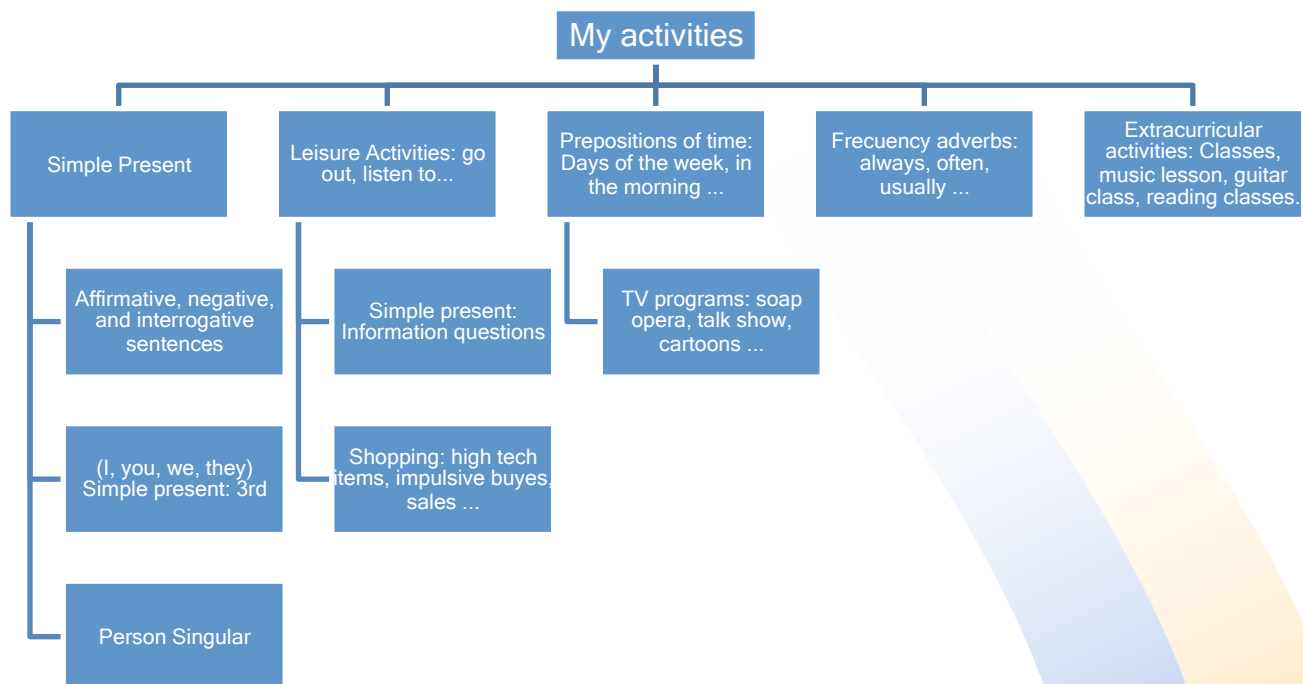 My activities
Simple Present
Leisure Activities: go
out, listen to...
Prepositions of time:
Days of the week, in
the morning ...
Frecuency adverbs:
always, often,
usually ...
Extracurricular
activities: Classes,
music lesson, guitar
class, reading classes.
Affirmative, negative,
and interrogative
sentences
Simple present:
Information questions
TV programs: soap
opera, talk show,
cartoons ...
(I, you, we, they)
Simple present: 3rd
Shopping: high tech
items, impulsive buyes,
sales ...
Person Singular